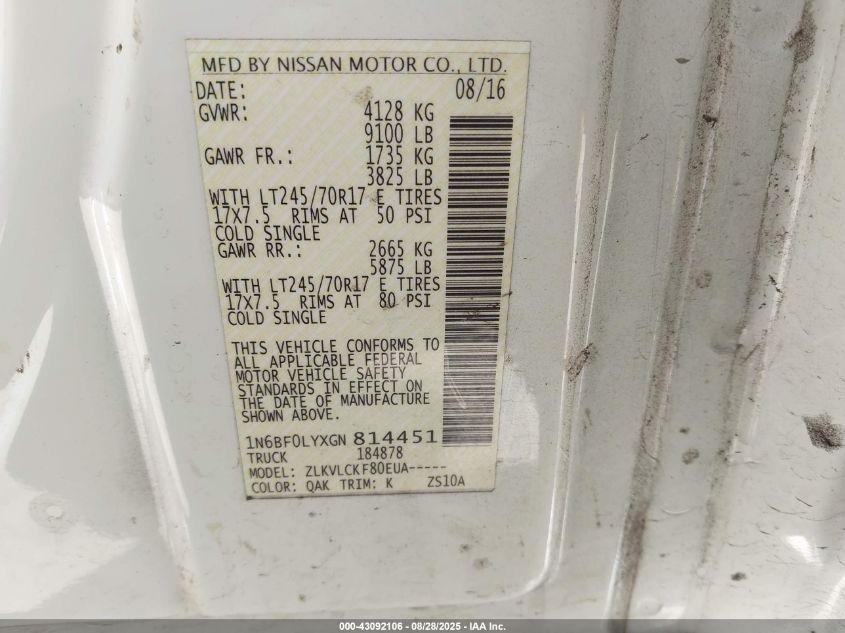 MFD BY NISSAN MOTOR CO., LTD.
DATE: 08/16
GVWR: 4128 KG
9100 LB
GAWR FR.: 1735 KG
3825 LB
WITH LT245/70R17 E TIRES
17X7.5 RIMS AT 50 PSI
COLD SINGLE
GAWR RR.: 2665 KG
5875 LB
WITH LT245/70R17 E TIRES
17X7.5 RIMS AT 80 PSI
COLD SINGLE
THIS VEHICLE CONFORMS TO
ALL APPLICABLE FEDERAL
MOTOR VEHICLE SAFETY
STANDARDS IN EFFECT ON
THE DATE OF MANUFACTURE
SHOWN ABOVE.
1N6BF0LYXGN 814451
TRUCK 184878
MODEL: ZLKVLCKF80EUA-----
COLOR: QAK TRIM: K ZS10A
000-43092106 - 08/28/2025 - IAA Inc.